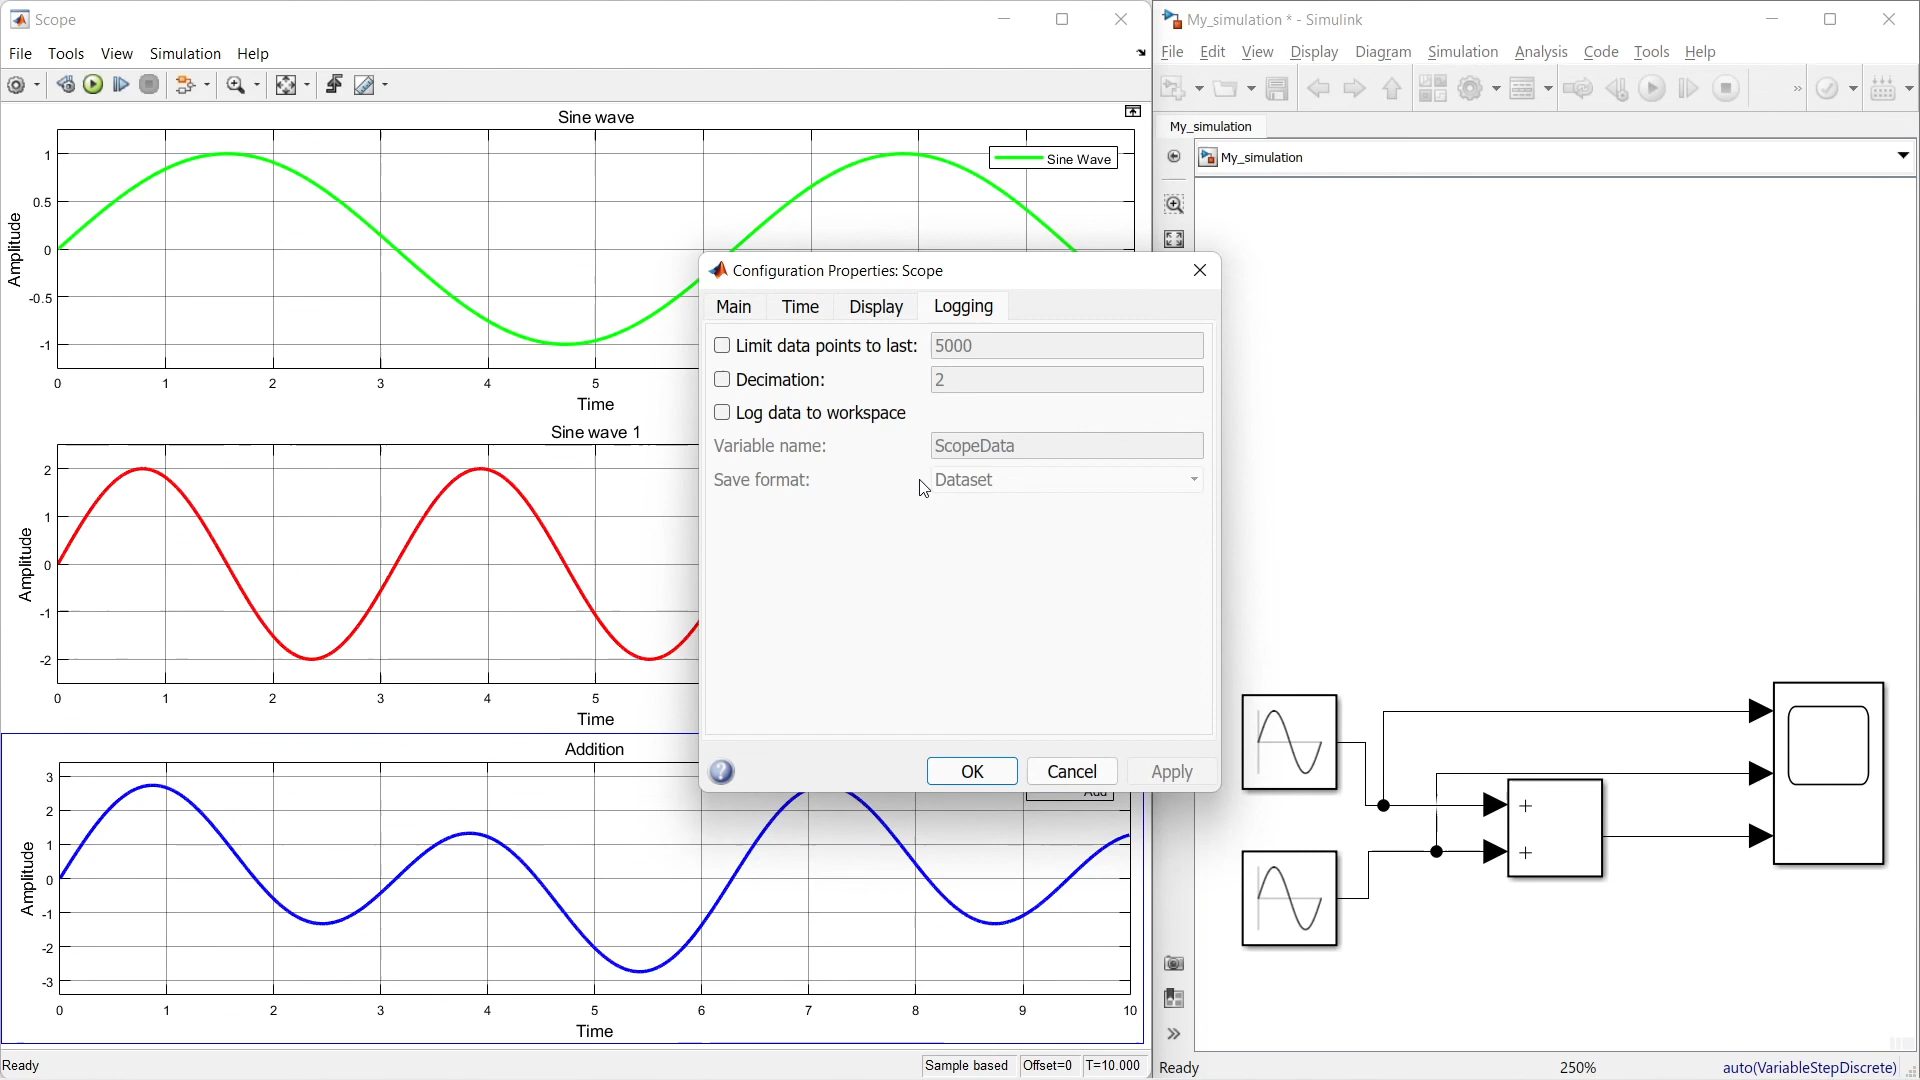 Scope
File Tools View Simulation Help
Sine wave
Sine Wave
1
0.5
0
-0.5
-1
Amplitude
0 1 2 3 4 5
Time
Sine wave 1
2
1
0
-1
-2
Amplitude
0 1 2 3 4 5
Time
Addition
Add
3
2
1
0
-1
-2
-3
Amplitude
0 1 2 3 4 5 6 7 8 9 10
Time
Ready
Sample based Offset=0 T=10.000
Configuration Properties: Scope
Main Time Display Logging
Limit data points to last: 5000
Decimation: 2
Log data to workspace
Variable name: ScopeData
Save format: Dataset
OK Cancel Apply
My_simulation * - Simulink
File Edit View Display Diagram Simulation Analysis Code Tools Help
My_simulation
My_simulation
+
+
Ready 250% auto(VariableStepDiscrete)